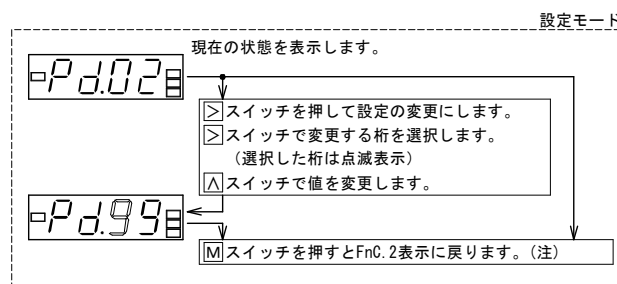 設定モード
現在の状態を表示します。
Pd.02
>スイッチを押して設定の変更にします。
>スイッチで変更する桁を選択します。
（選択した桁は点滅表示）
∧スイッチで値を変更します。
Pd.99
Mスイッチを押すとFnC.2表示に戻ります。(注)